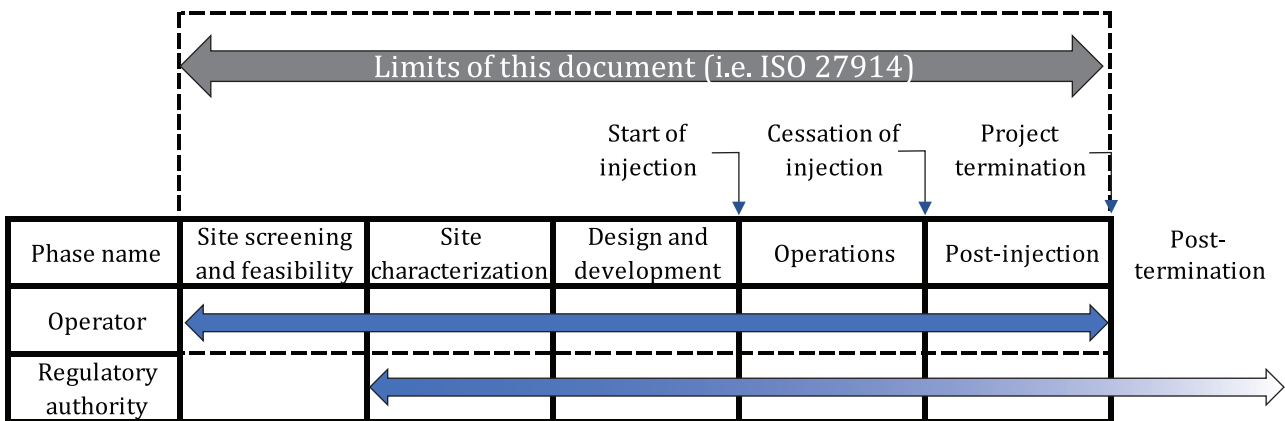 Limits of this document (i.e. ISO 27914)
Start of
injection
Cessation of
injection
Project
termination
Phase name
Site screening
and feasibility
Site
characterization
Design and
development
Operations
Post-injection
Post-
termination
Operator
Regulatory
authority